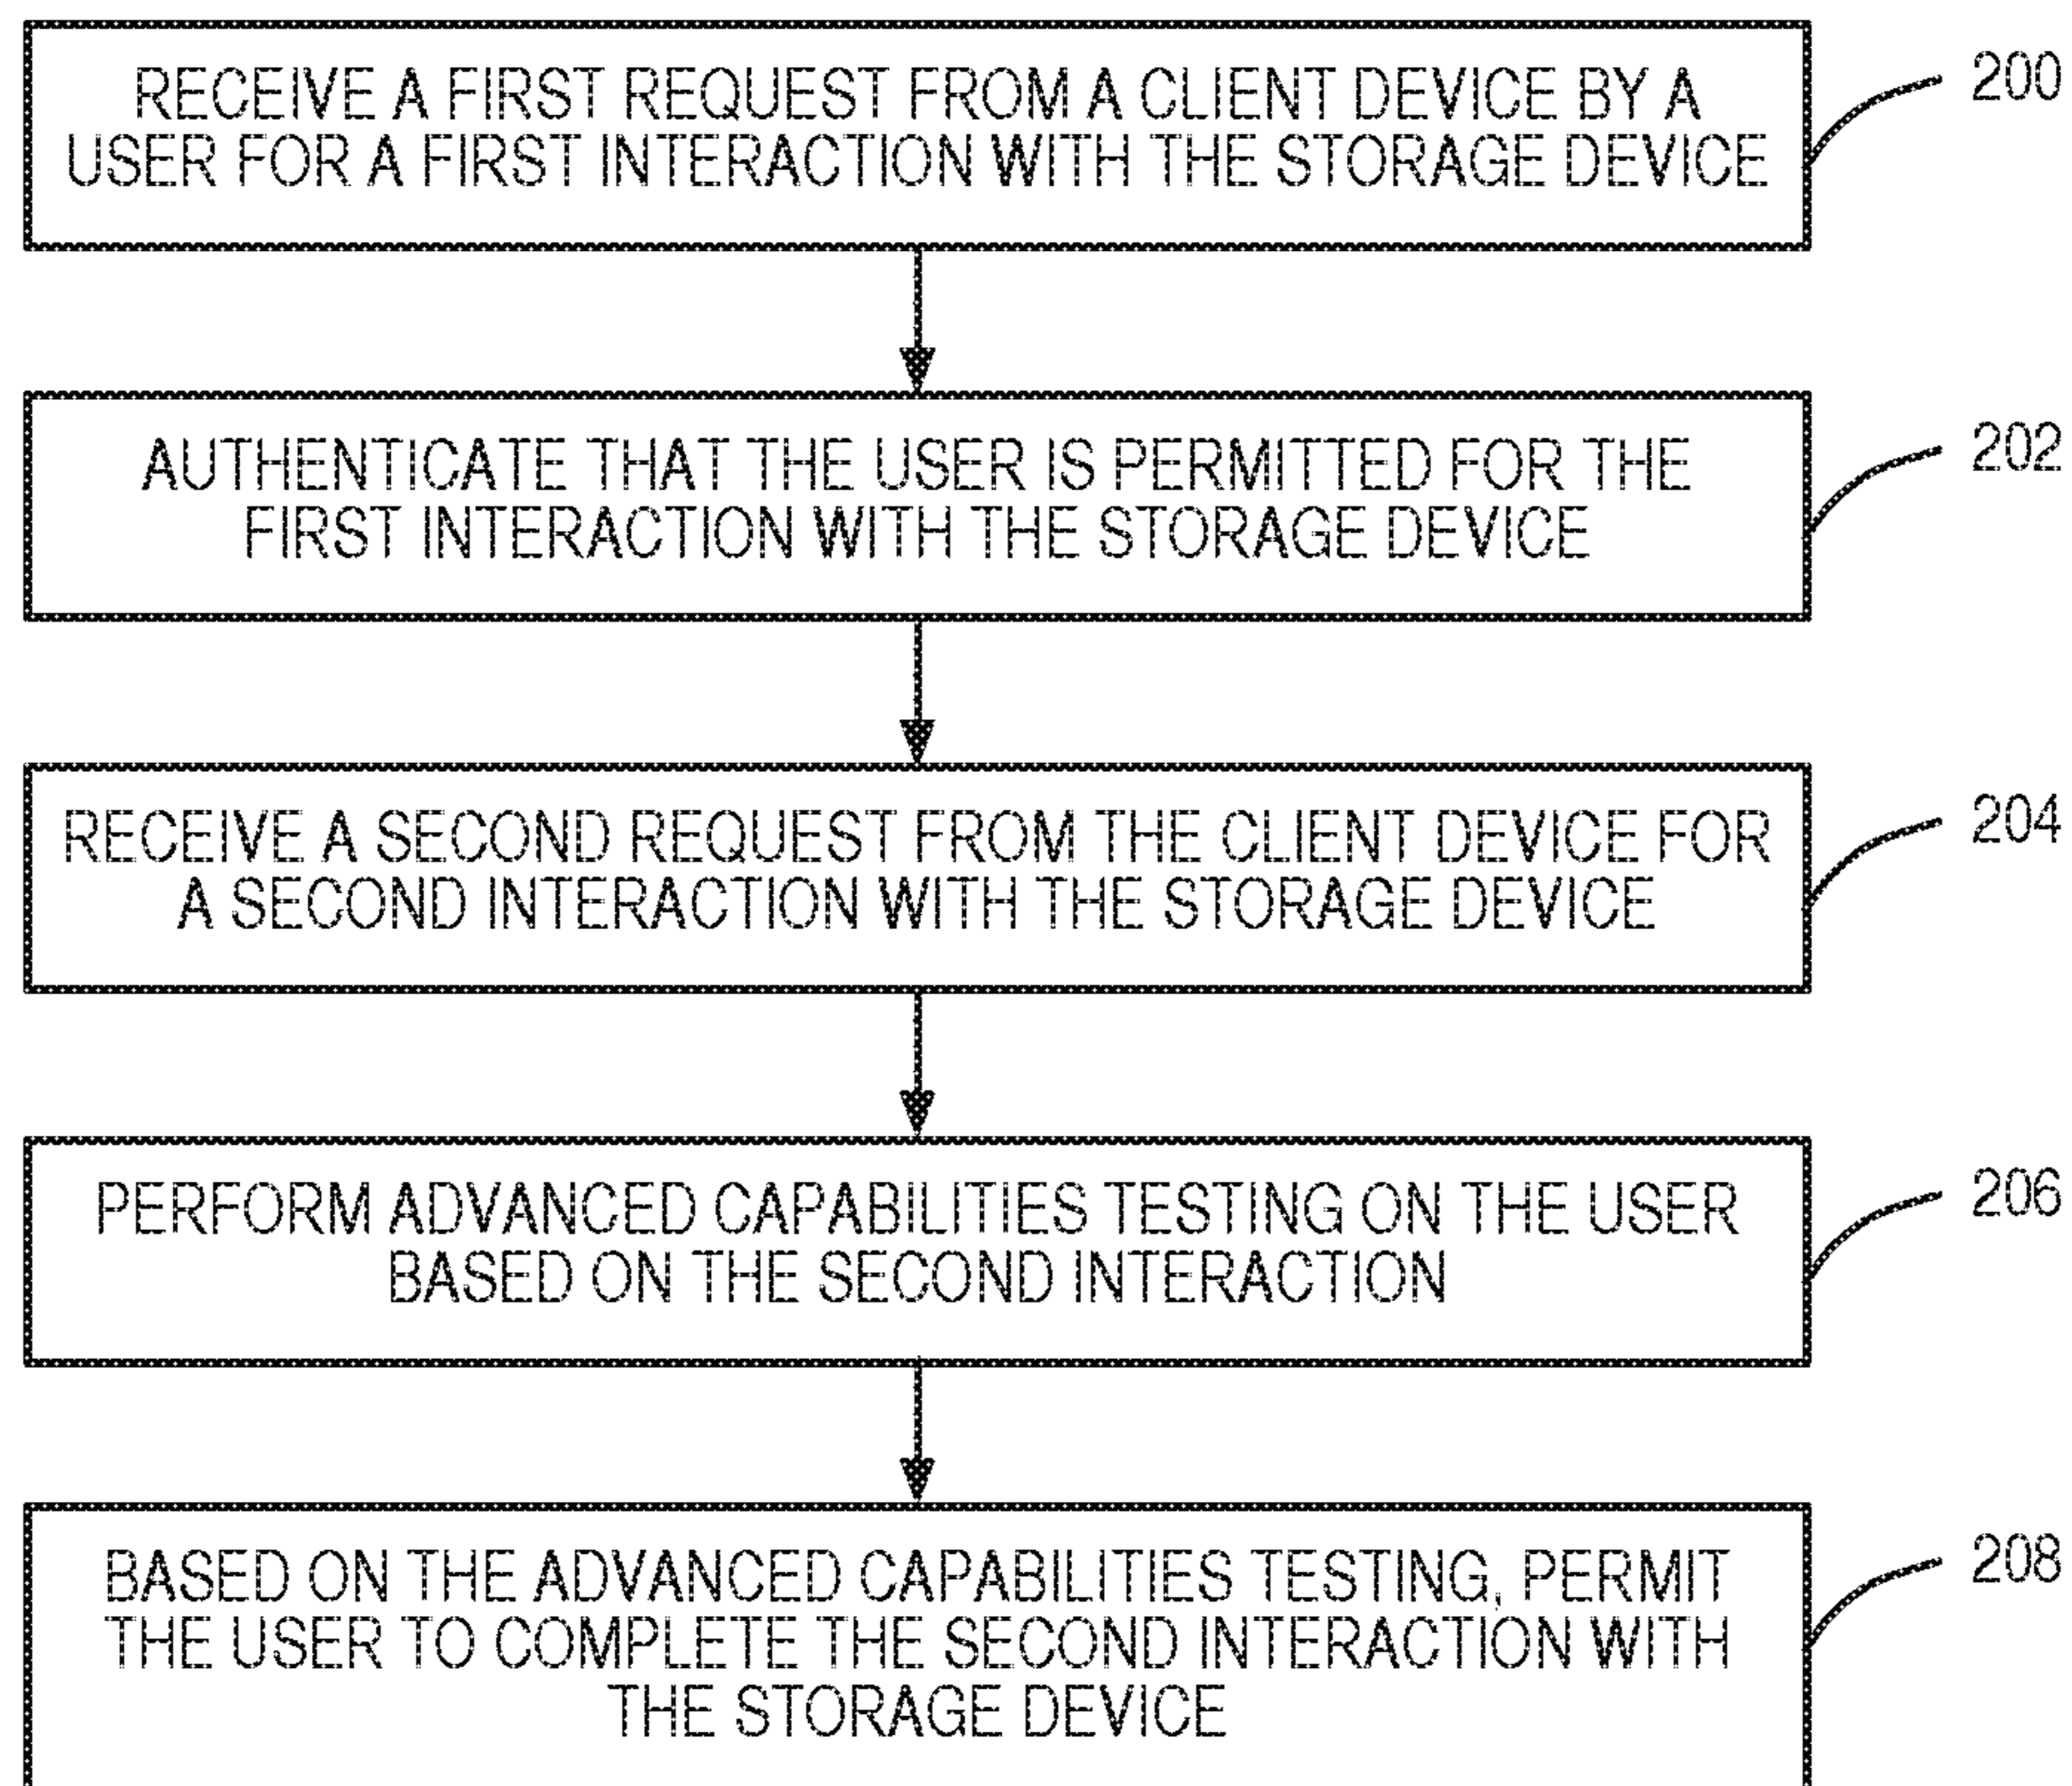 RECEIVE A FIRST REQUEST FROM A CLIENT DEVICE BY A
USER FOR A FIRST INTERACTION WITH THE STORAGE DEVICE
200
AUTHENTICATE THAT THE USER IS PERMITTED FOR THE
FIRST INTERACTION WITH THE STORAGE DEVICE
202
RECEIVE A SECOND REQUEST FROM THE CLIENT DEVICE FOR
A SECOND INTERACTION WITH THE STORAGE DEVICE
204
PERFORM ADVANCED CAPABILITIES TESTING ON THE USER
BASED ON THE SECOND INTERACTION
206
BASED ON THE ADVANCED CAPABILITIES TESTING, PERMIT
THE USER TO COMPLETE THE SECOND INTERACTION WITH
THE STORAGE DEVICE
208